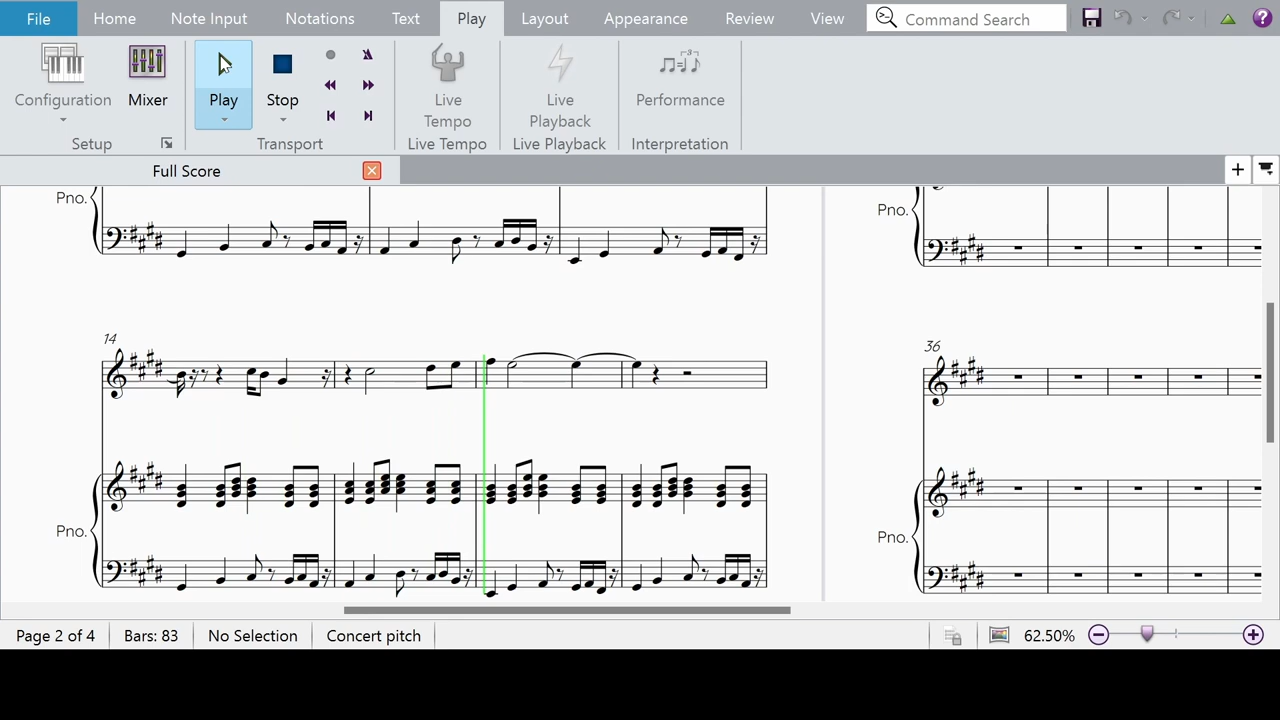 File Home Note Input Notations Text Play Layout Appearance Review View Command Search ?
Configuration Mixer Play Stop Live Tempo Live Playback Performance
Setup Transport Live Tempo Live Playback Interpretation
Full Score
Pno. Pno.
14 36
Pno. Pno.
Page 2 of 4 Bars: 83 No Selection Concert pitch 62.50%